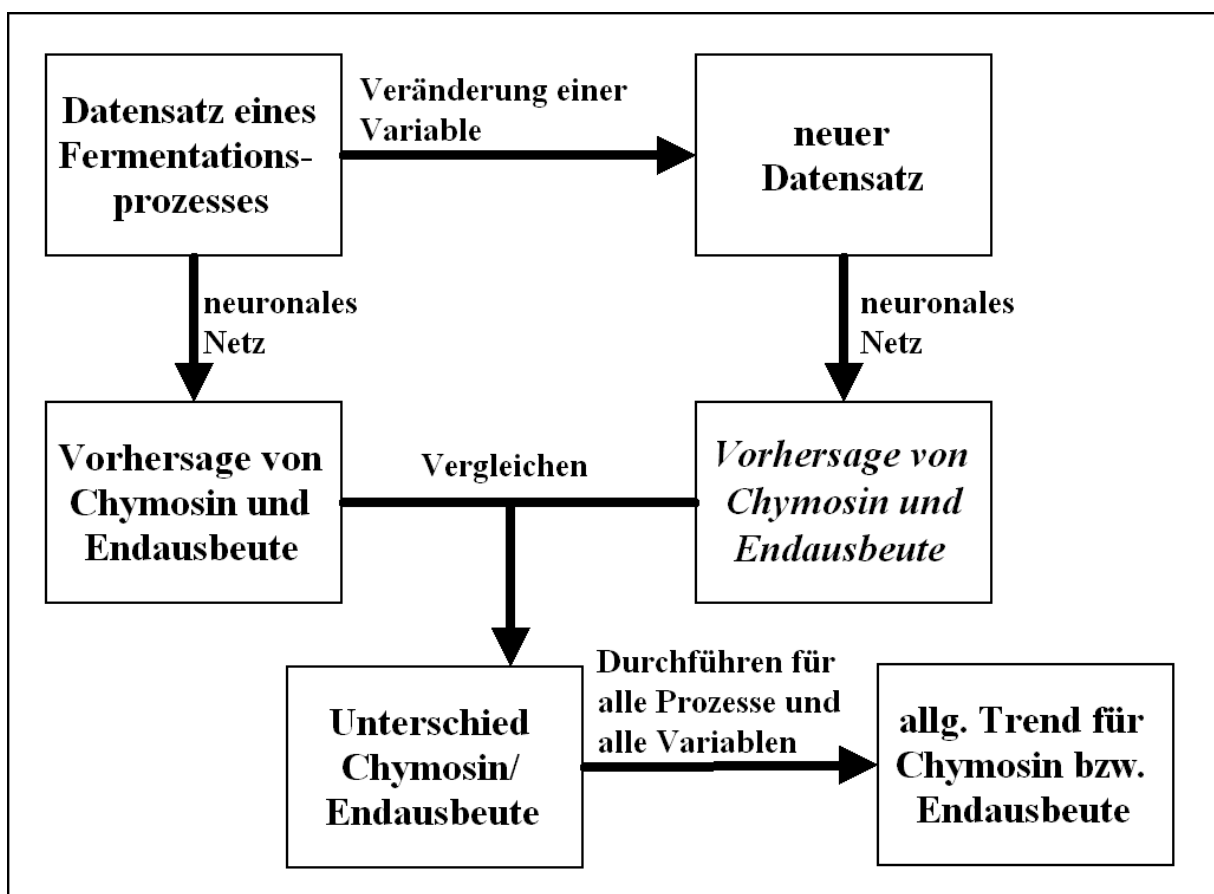 Datensatz eines
Fermentations-
prozesses
Veränderung einer
Variable
neuer
Datensatz
neuronales
Netz
neuronales
Netz
Vorhersage von
Chymosin und
Endausbeute
Vergleichen
Vorhersage von
Chymosin und
Endausbeute
Unterschied
Chymosin/
Endausbeute
Durchführen für
alle Prozesse und
alle Variablen
allg. Trend für
Chymosin bzw.
Endausbeute